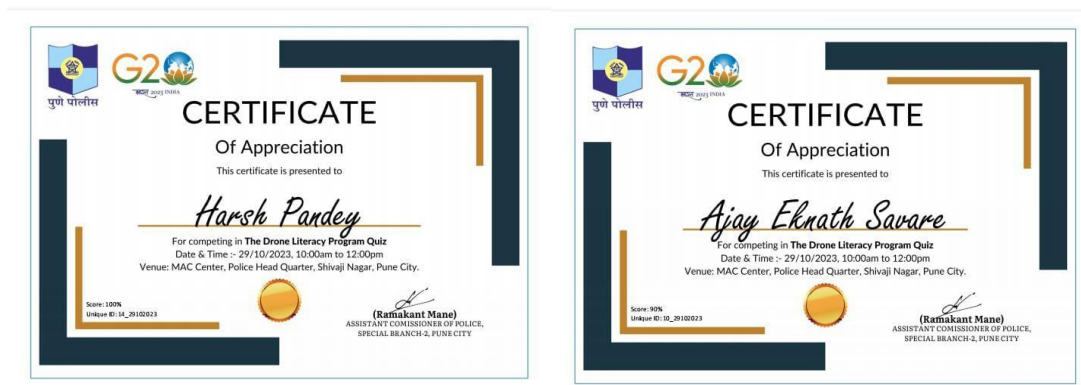 पुणे पोलीस
G20
भारत 2023 INDIA
CERTIFICATE
Of Appreciation
This certificate is presented to
Harsh Pandey
For competing in The Drone Literacy Program Quiz
Date & Time :- 29/10/2023, 10:00am to 12:00pm
Venue: MAC Center, Police Head Quarter, Shivaji Nagar, Pune City.
Score: 100%
Unique ID: 14_29102023
(Ramakant Mane)
ASSISTANT COMISSIONER OF POLICE,
SPECIAL BRANCH-2, PUNE CITY
पुणे पोलीस
G20
भारत 2023 INDIA
CERTIFICATE
Of Appreciation
This certificate is presented to
Ajay Eknath Savare
For competing in The Drone Literacy Program Quiz
Date & Time :- 29/10/2023, 10:00am to 12:00pm
Venue: MAC Center, Police Head Quarter, Shivaji Nagar, Pune City.
Score: 90%
Unique ID: 10_29102023
(Ramakant Mane)
ASSISTANT COMISSIONER OF POLICE,
SPECIAL BRANCH-2, PUNE CITY